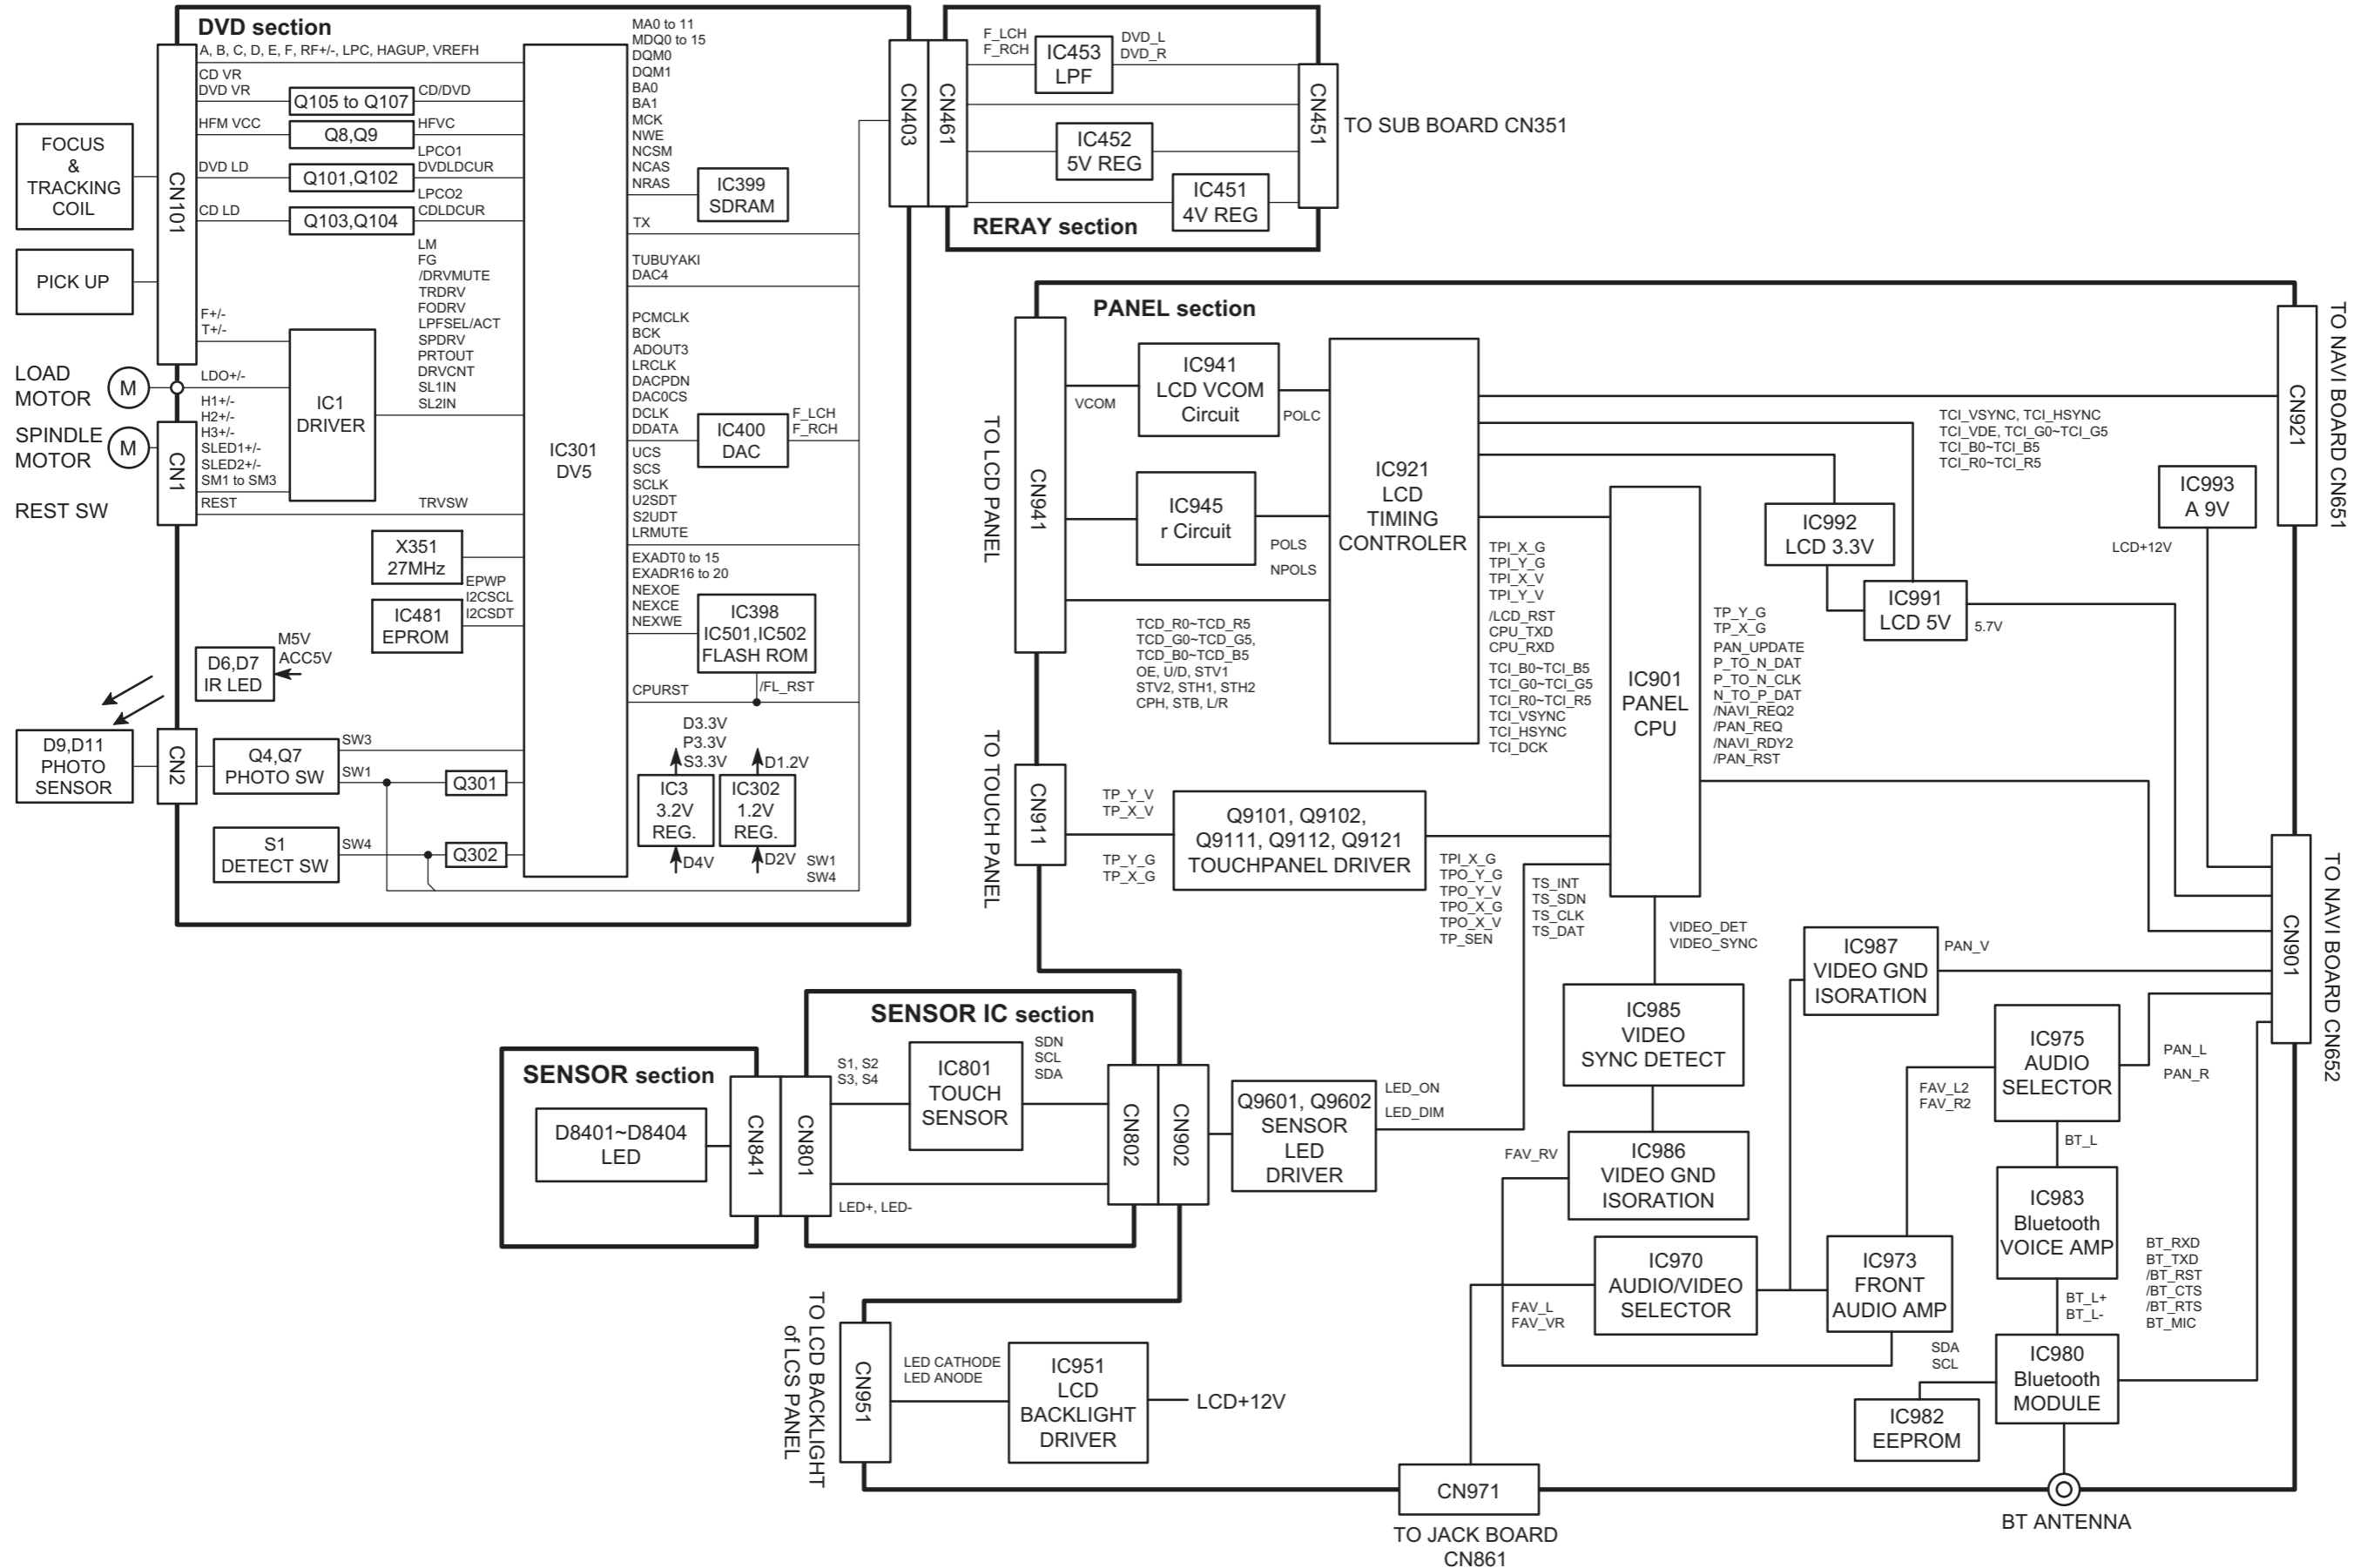 DVD section
A, B, C, D, E, F, RF+/-, LPC, HAGUP, VREFH
CD VR
DVD VR
Q105 to Q107
CD/DVD
HFM VCC
Q8,Q9
HFVC
LPCO1
DVD LD
Q101,Q102
DVDLDCUR
LPCO2
CD LD
Q103,Q104
CDLDCUR
FOCUS
&
TRACKING
COIL
CN101
PICK UP
LM
FG
/DRVMUTE
TRDRV
FODRV
LPFSEL/ACT
SPDRV
PRTOUT
DRVCNT
SL1IN
SL2IN
F+/-
T+/-
LOAD
MOTOR
M
LDO+/-
H1+/-
H2+/-
H3+/-
SLED1+/-
SLED2+/-
SM1 to SM3
IC1
DRIVER
SPINDLE
MOTOR
M
CN1
REST SW
REST
TRVSW
X351
27MHz
IC481
EPROM
EPWP
I2CSCL
I2CSDT
D6,D7
IR LED
M5V
ACC5V
D9,D11
PHOTO
SENSOR
CN2
Q4,Q7
PHOTO SW
SW3
SW1
Q301
S1
DETECT SW
SW4
Q302
IC301
DV5
MA0 to 11
MDQ0 to 15
DQM0
DQM1
BA0
BA1
MCK
NWE
NCSM
NCAS
NRAS
IC399
SDRAM
TX
TUBUYAKI
DAC4
PCMCLK
BCK
ADOUT3
LRCLK
DACPDN
DAC0CS
DCLK
DDATA
IC400
DAC
F_LCH
F_RCH
UCS
SCS
SCLK
U2SDT
S2UDT
LRMUTE
EXADT0 to 15
EXADR16 to 20
NEXOE
NEXCE
NEXWE
IC398
IC501,IC502
FLASH ROM
CPURST
/FL_RST
D3.3V
P3.3V
S3.3V
IC3
3.2V
REG.
D4V
D1.2V
IC302
1.2V
REG.
D2V
SW1
SW4
CN403
CN461
F_LCH
F_RCH
IC453
LPF
DVD_L
DVD_R
IC452
5V REG
IC451
4V REG
RERAY section
CN451
TO SUB BOARD CN351
PANEL section
TO LCD PANEL
CN941
VCOM
IC941
LCD VCOM
Circuit
POLC
IC945
r Circuit
POLS
NPOLS
TCD_R0~TCD_R5
TCD_G0~TCD_G5,
TCD_B0~TCD_B5
OE, U/D, STV1
STV2, STH1, STH2
CPH, STB, L/R
IC921
LCD
TIMING
CONTROLER
TPI_X_G
TPI_Y_G
TPI_X_V
TPI_Y_V
/LCD_RST
CPU_TXD
CPU_RXD
TCI_B0~TCI_B5
TCI_G0~TCI_G5
TCI_R0~TCI_R5
TCI_VSYNC
TCI_HSYNC
TCI_DCK
IC901
PANEL
CPU
TCI_VSYNC, TCI_HSYNC
TCI_VDE, TCI_G0~TCI_G5
TCI_B0~TCI_B5
TCI_R0~TCI_R5
CN921
TO NAVI BOARD CN651
IC993
A 9V
LCD+12V
IC992
LCD 3.3V
IC991
LCD 5V
5.7V
TP_Y_G
TP_X_G
PAN_UPDATE
P_TO_N_DAT
P_TO_N_CLK
N_TO_P_DAT
/NAVI_REQ2
/PAN_REQ
/NAVI_RDY2
/PAN_RST
TO TOUCH PANEL
CN911
TP_Y_V
TP_X_V
TP_Y_G
TP_X_G
Q9101, Q9102,
Q9111, Q9112, Q9121
TOUCHPANEL DRIVER
TPI_X_G
TPO_Y_G
TPO_Y_V
TPO_X_G
TPO_X_V
TP_SEN
TS_INT
TS_SDN
TS_CLK
TS_DAT
VIDEO_DET
VIDEO_SYNC
IC987
VIDEO GND
ISORATION
PAN_V
CN901
TO NAVI BOARD CN652
IC985
VIDEO
SYNC DETECT
IC975
AUDIO
SELECTOR
PAN_L
PAN_R
FAV_L2
FAV_R2
BT_L
SENSOR IC section
SENSOR section
D8401~D8404
LED
CN841
CN801
S1, S2
S3, S4
IC801
TOUCH
SENSOR
SDN
SCL
SDA
LED+, LED-
CN802
CN902
Q9601, Q9602
SENSOR
LED
DRIVER
LED_ON
LED_DIM
FAV_RV
IC986
VIDEO GND
ISORATION
IC983
Bluetooth
VOICE AMP
IC970
AUDIO/VIDEO
SELECTOR
IC973
FRONT
AUDIO AMP
FAV_L
FAV_VR
BT_L+
BT_L-
BT_RXD
BT_TXD
/BT_RST
/BT_CTS
/BT_RTS
BT_MIC
SDA
SCL
IC980
Bluetooth
MODULE
IC982
EEPROM
TO LCD BACKLIGHT
of LCS PANEL
CN951
LED CATHODE
LED ANODE
IC951
LCD
BACKLIGHT
DRIVER
LCD+12V
CN971
TO JACK BOARD
CN861
BT ANTENNA